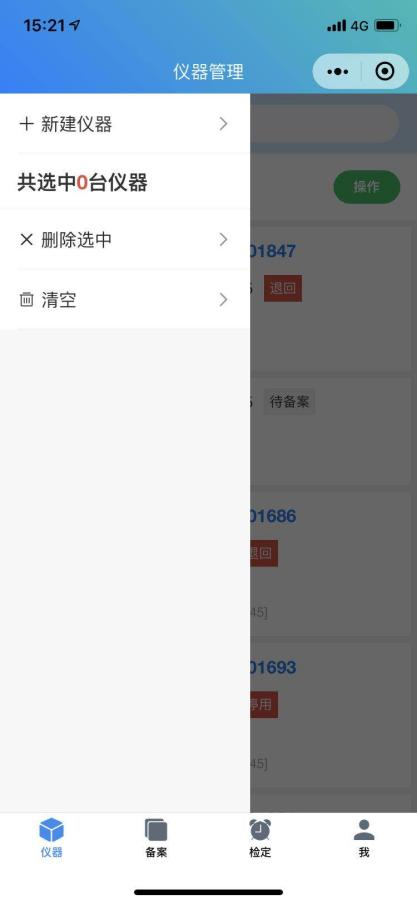 15:21
4G
仪器管理
新建仪器
共选中0台仪器
操作
删除选中
01847
退回
清空
待备案
01686
退回
45]
01693
停用
45]
仪器
备案
检定
我